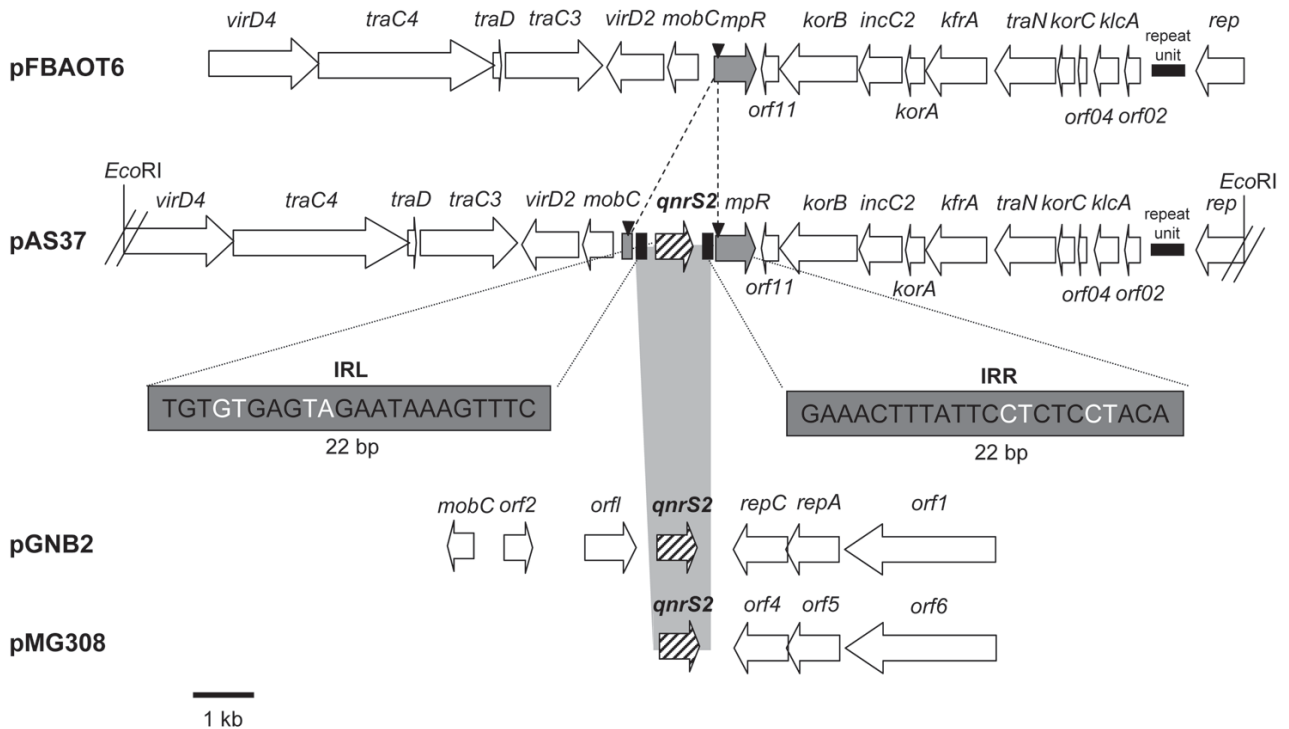 virD4 traC4 traD traC3 virD2 mobC mpR korB incC2 kfrA traN korC klcA rep
repeat
unit
pFBAOT6
orf11 korA orf04 orf02
EcoRI EcoRI
virD4 traC4 traD traC3 virD2 mobC qnrS2 mpR korB incC2 kfrA traN korC klcA rep
repeat
unit
pAS37
orf11 korA orf04 orf02
IRL IRR
TGTGTGAGTAGAATAAAGTTTC GAAACTTTATTCCTCTCCTACA
22 bp 22 bp
mobC orf2 orfI qnrS2 repC repA orf1
pGNB2
qnrS2 orf4 orf5 orf6
pMG308
1 kb